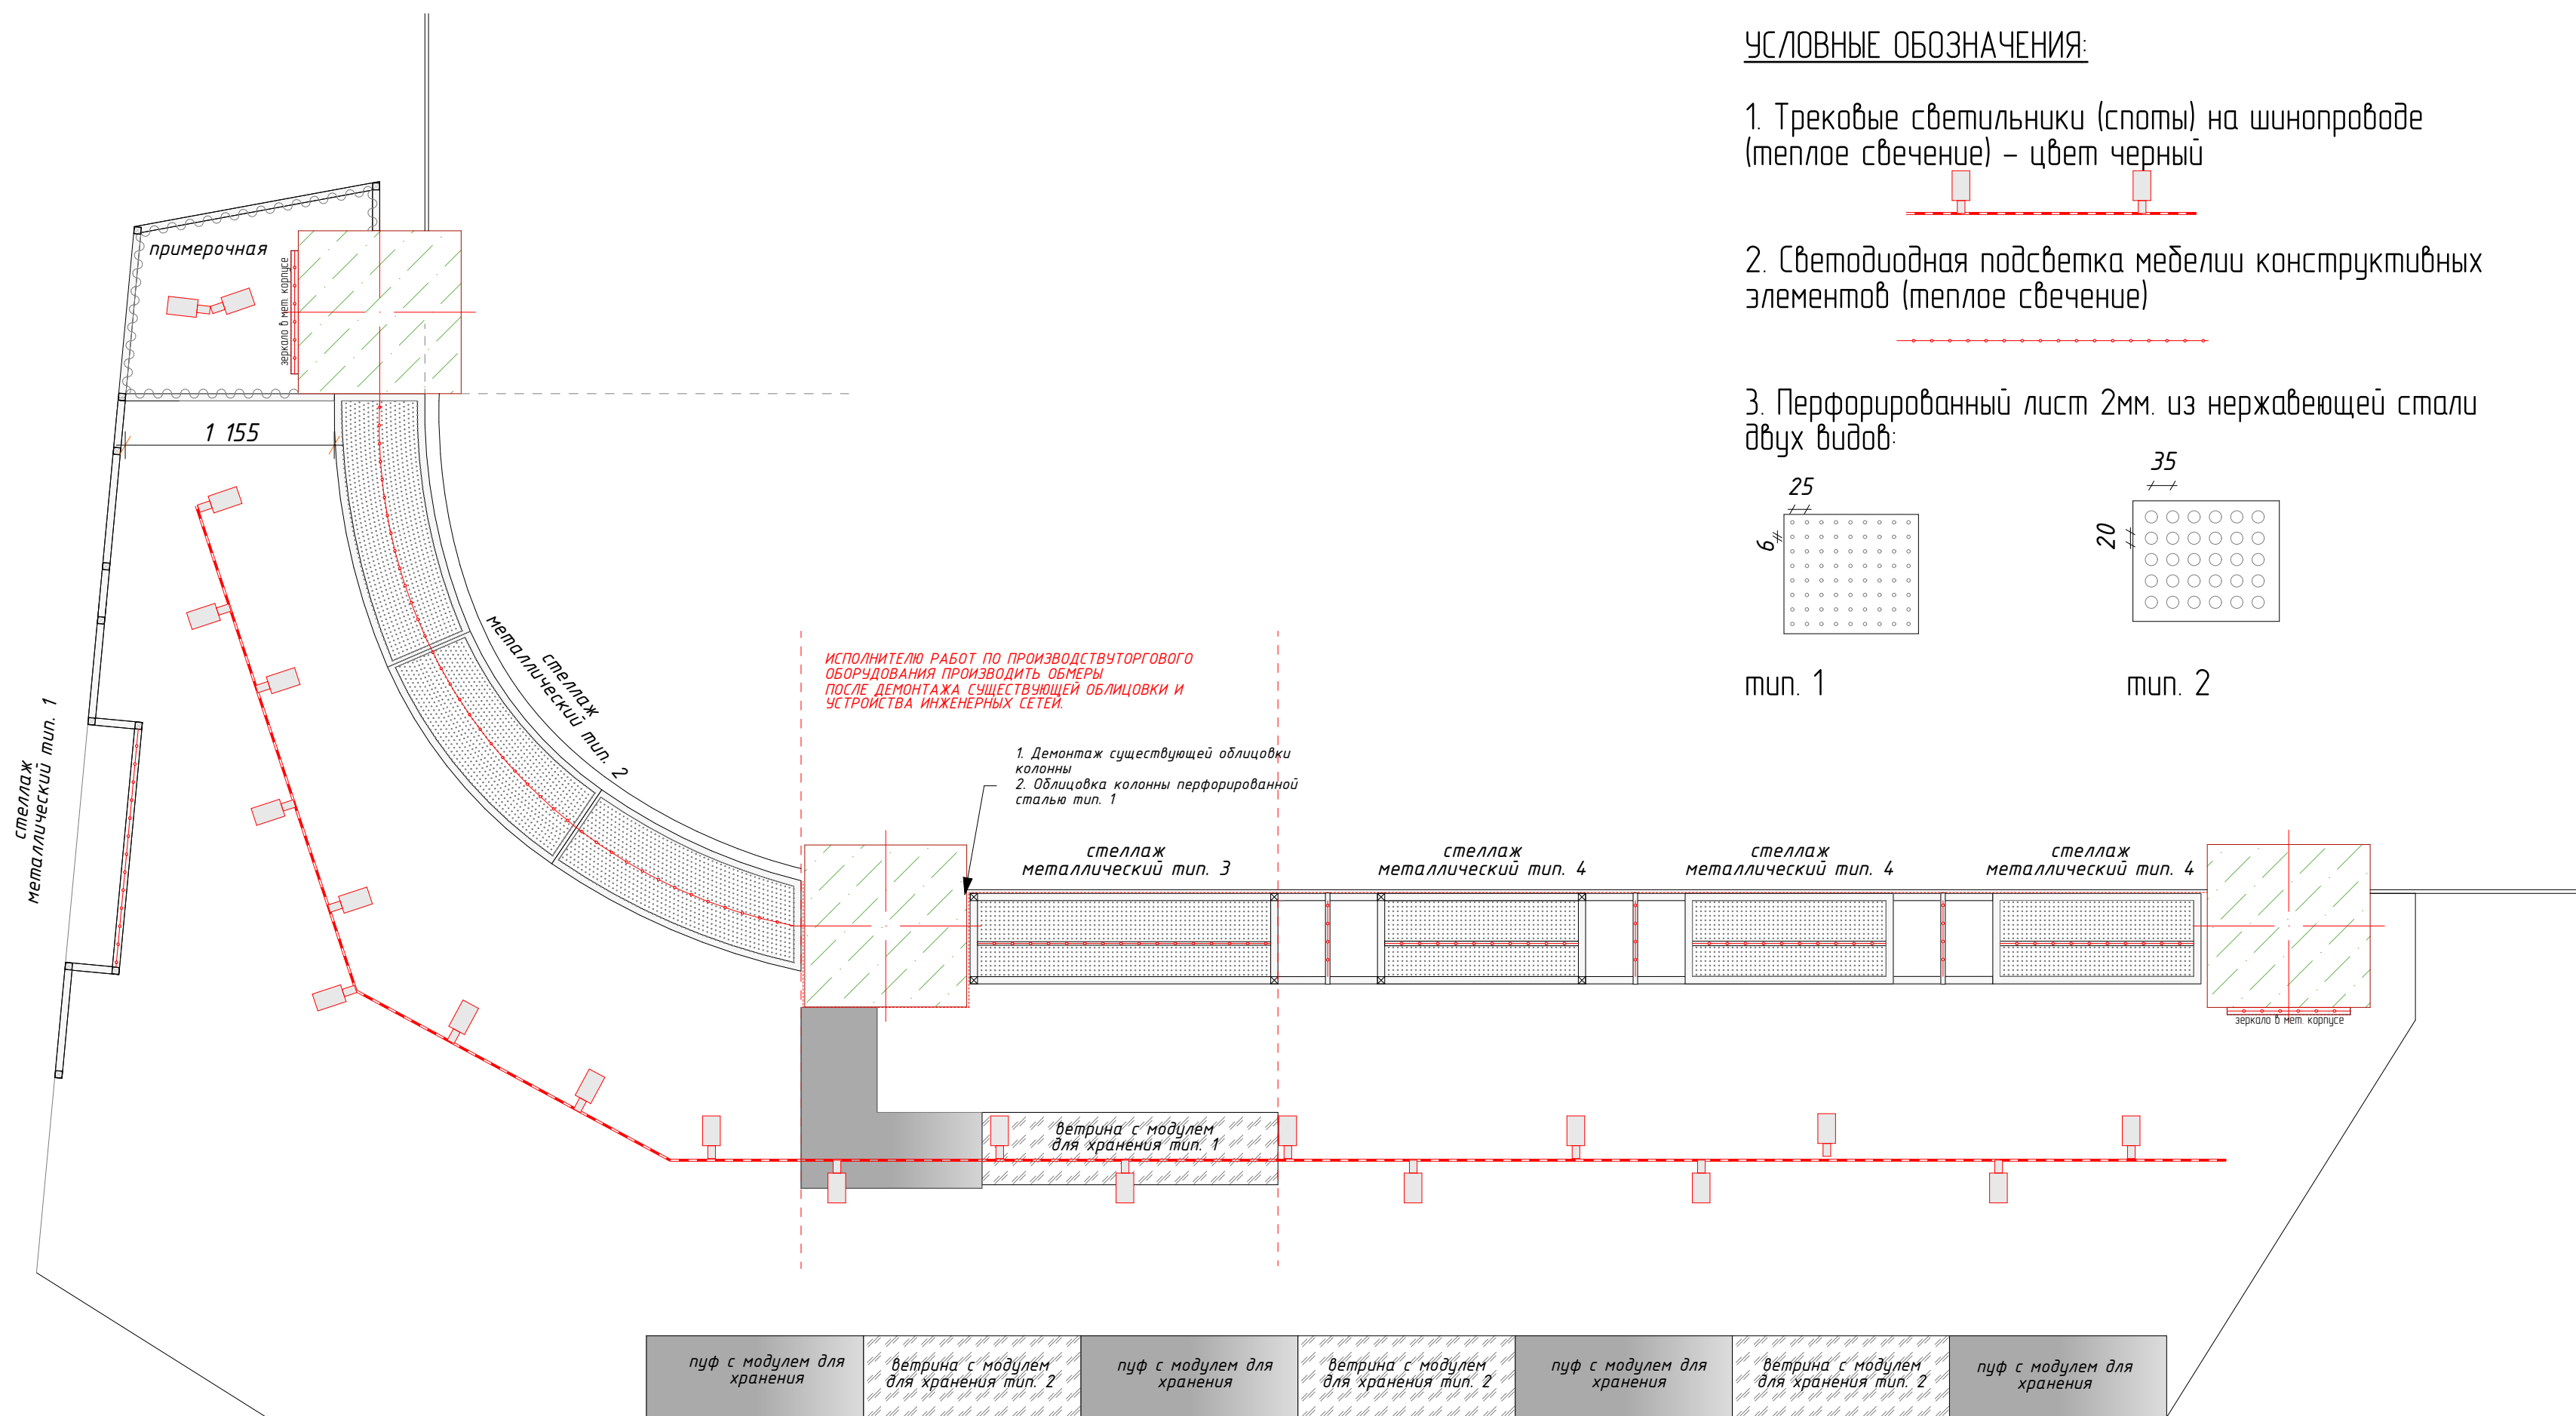 УСЛОВНЫЕ ОБОЗНАЧЕНИЯ:
1. Трековые светильники (споты) на шинопроводе
(теплое свечение) – цвет черный
2. Светодиодная подсветка мебелии конструктивных
элементов (теплое свечение)
3. Перфорированный лист 2мм. из нержавеющей стали
двух видов:
25
6
35
20
тип. 1
тип. 2
примерочная
зеркало в мет. корпусе
1 155
стеллаж
металлический тип. 1
стеллаж
металлический тип. 2
ИСПОЛНИТЕЛЮ РАБОТ ПО ПРОИЗВОДСТВУТОРГОВОГО
ОБОРУДОВАНИЯ ПРОИЗВОДИТЬ ОБМЕРЫ
ПОСЛЕ ДЕМОНТАЖА СУЩЕСТВУЮЩЕЙ ОБЛИЦОВКИ И
УСТРОЙСТВА ИНЖЕНЕРНЫХ СЕТЕЙ.
1. Демонтаж существующей облицовки
колонны
2. Облицовка колонны перфорированной
сталью тип. 1
стеллаж
металлический тип. 3
стеллаж
металлический тип. 4
стеллаж
металлический тип. 4
стеллаж
металлический тип. 4
зеркало в мет. корпусе
ветрина с модулем
для хранения тип. 1
пуф с модулем для
хранения
ветрина с модулем
для хранения тип. 2
пуф с модулем для
хранения
ветрина с модулем
для хранения тип. 2
пуф с модулем для
хранения
ветрина с модулем
для хранения тип. 2
пуф с модулем для
хранения